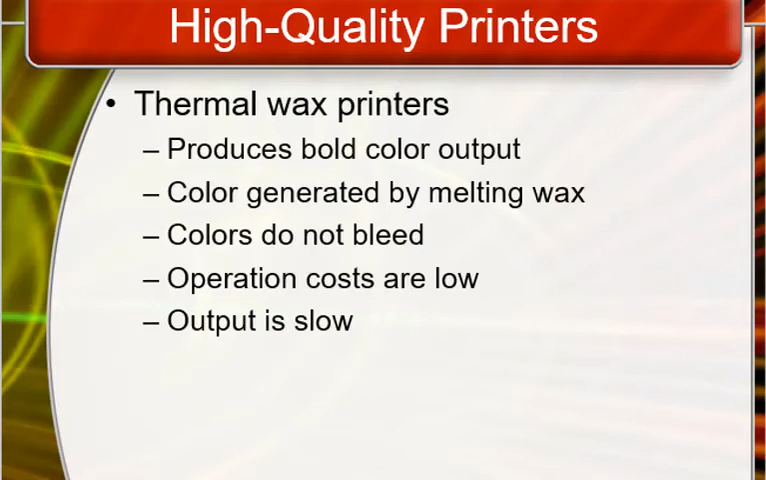 High-Quality Printers
• Thermal wax printers
– Produces bold color output
– Color generated by melting wax
– Colors do not bleed
– Operation costs are low
– Output is slow